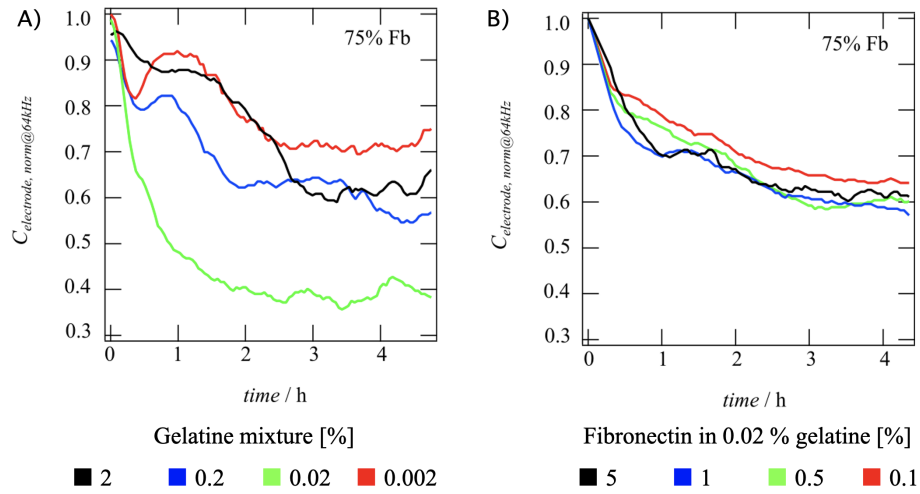 A)
75% Fb
1.0
0.9
0.8
0.7
0.6
0.5
0.4
0.3
C electrode, norm@64kHz
0 1 2 3 4
time / h
Gelatine mixture [%]
2 0.2 0.02 0.002
B)
75% Fb
1.0
0.9
0.8
0.7
0.6
0.5
0.4
0.3
C electrode, norm@64kHz
0 1 2 3 4
time / h
Fibronectin in 0.02 % gelatine [%]
5 1 0.5 0.1